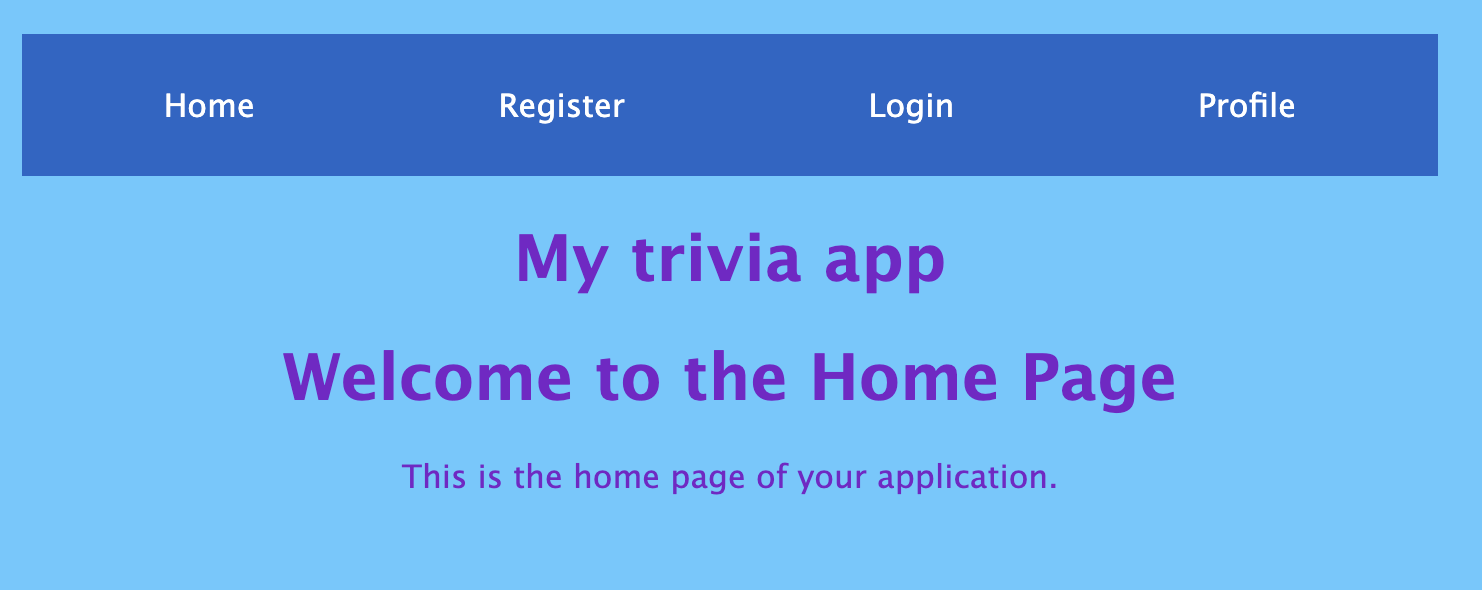 Home Register Login Profile
My trivia app
Welcome to the Home Page
This is the home page of your application.